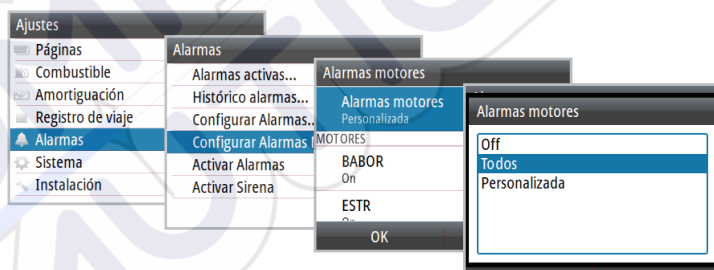 Ajustes
Páginas
Combustible
Amortiguación
Registro de viaje
Alarmas
Sistema
Instalación
Alarmas
Alarmas activas...
Histórico alarmas...
Configurar Alarmas..
Configurar Alarmas
Activar Alarmas
Activar Sirena
Alarmas motores
Alarmas motores
Personalizada
MOTORES
BABOR
On
ESTR
OK
Alarmas motores
Off
Todos
Personalizada